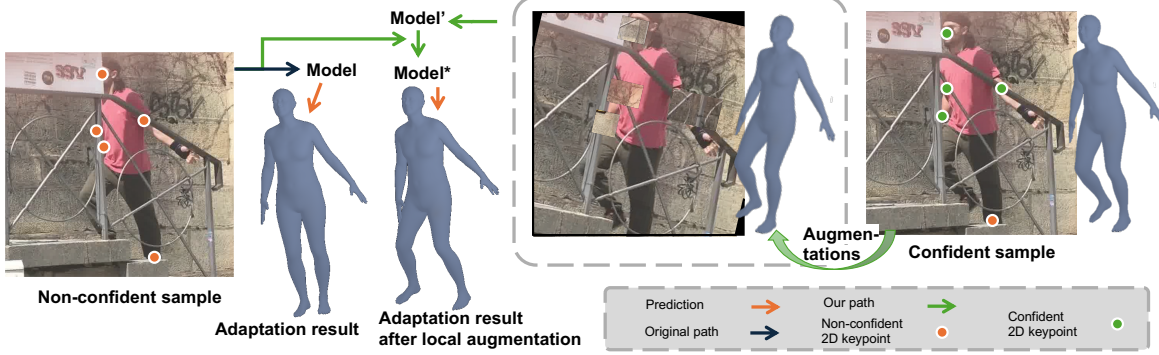 Model'
Model
Model*
Non-confident sample
Adaptation result
Adaptation result
after local augmentation
Augmen-
tations
Confident sample
Prediction
Our path
Confident
2D keypoint
Original path
Non-confident
2D keypoint